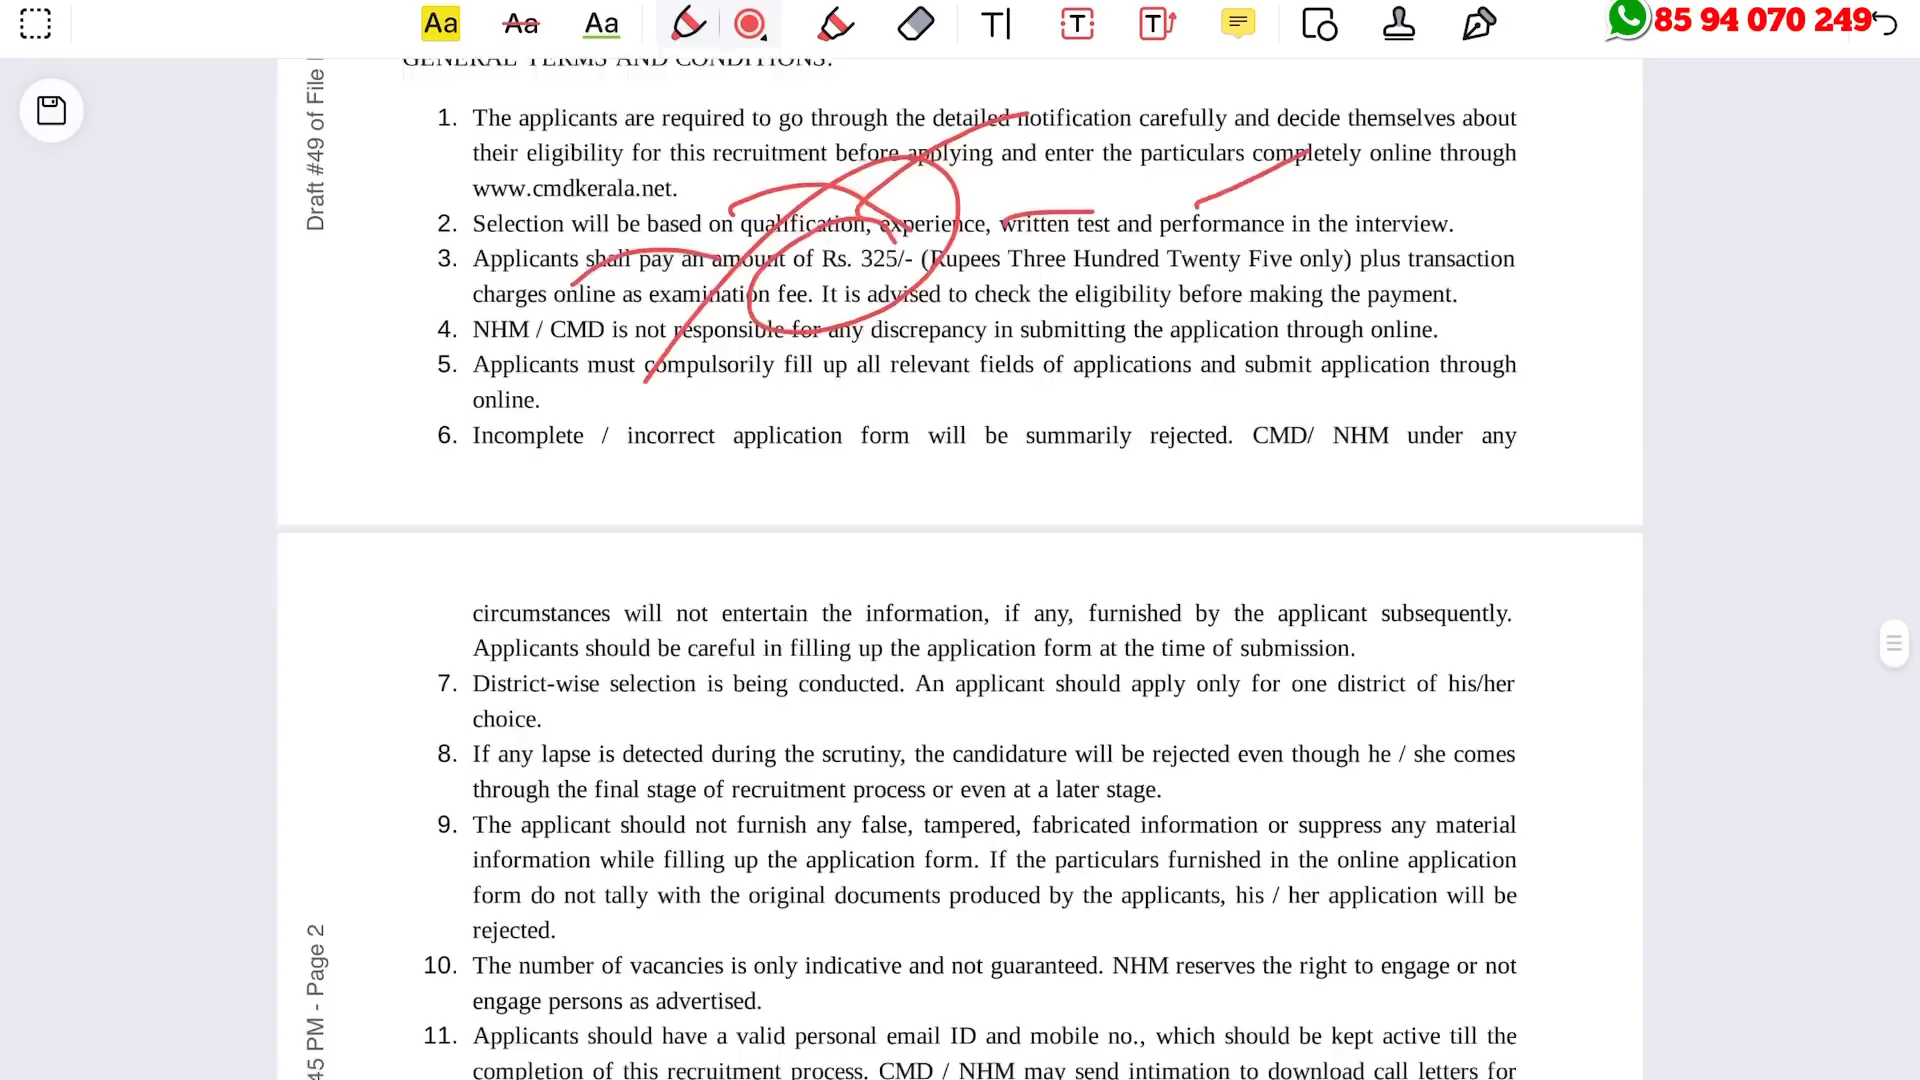 Aa Aa Aa T T T 85 94 070 249
GENERAL TERMS AND CONDITIONS:
Draft #49 of File
1. The applicants are required to go through the detailed notification carefully and decide themselves about
their eligibility for this recruitment before applying and enter the particulars completely online through
www.cmdkerala.net.
2. Selection will be based on qualification, experience, written test and performance in the interview.
3. Applicants shall pay an amount of Rs. 325/- (Rupees Three Hundred Twenty Five only) plus transaction
charges online as examination fee. It is advised to check the eligibility before making the payment.
4. NHM / CMD is not responsible for any discrepancy in submitting the application through online.
5. Applicants must compulsorily fill up all relevant fields of applications and submit application through
online.
6. Incomplete / incorrect application form will be summarily rejected. CMD/ NHM under any
circumstances will not entertain the information, if any, furnished by the applicant subsequently.
Applicants should be careful in filling up the application form at the time of submission.
7. District-wise selection is being conducted. An applicant should apply only for one district of his/her
choice.
8. If any lapse is detected during the scrutiny, the candidature will be rejected even though he / she comes
through the final stage of recruitment process or even at a later stage.
9. The applicant should not furnish any false, tampered, fabricated information or suppress any material
information while filling up the application form. If the particulars furnished in the online application
form do not tally with the original documents produced by the applicants, his / her application will be
rejected.
45 PM - Page 2
10. The number of vacancies is only indicative and not guaranteed. NHM reserves the right to engage or not
engage persons as advertised.
11. Applicants should have a valid personal email ID and mobile no., which should be kept active till the
completion of this recruitment process. CMD / NHM may send intimation to download call letters for